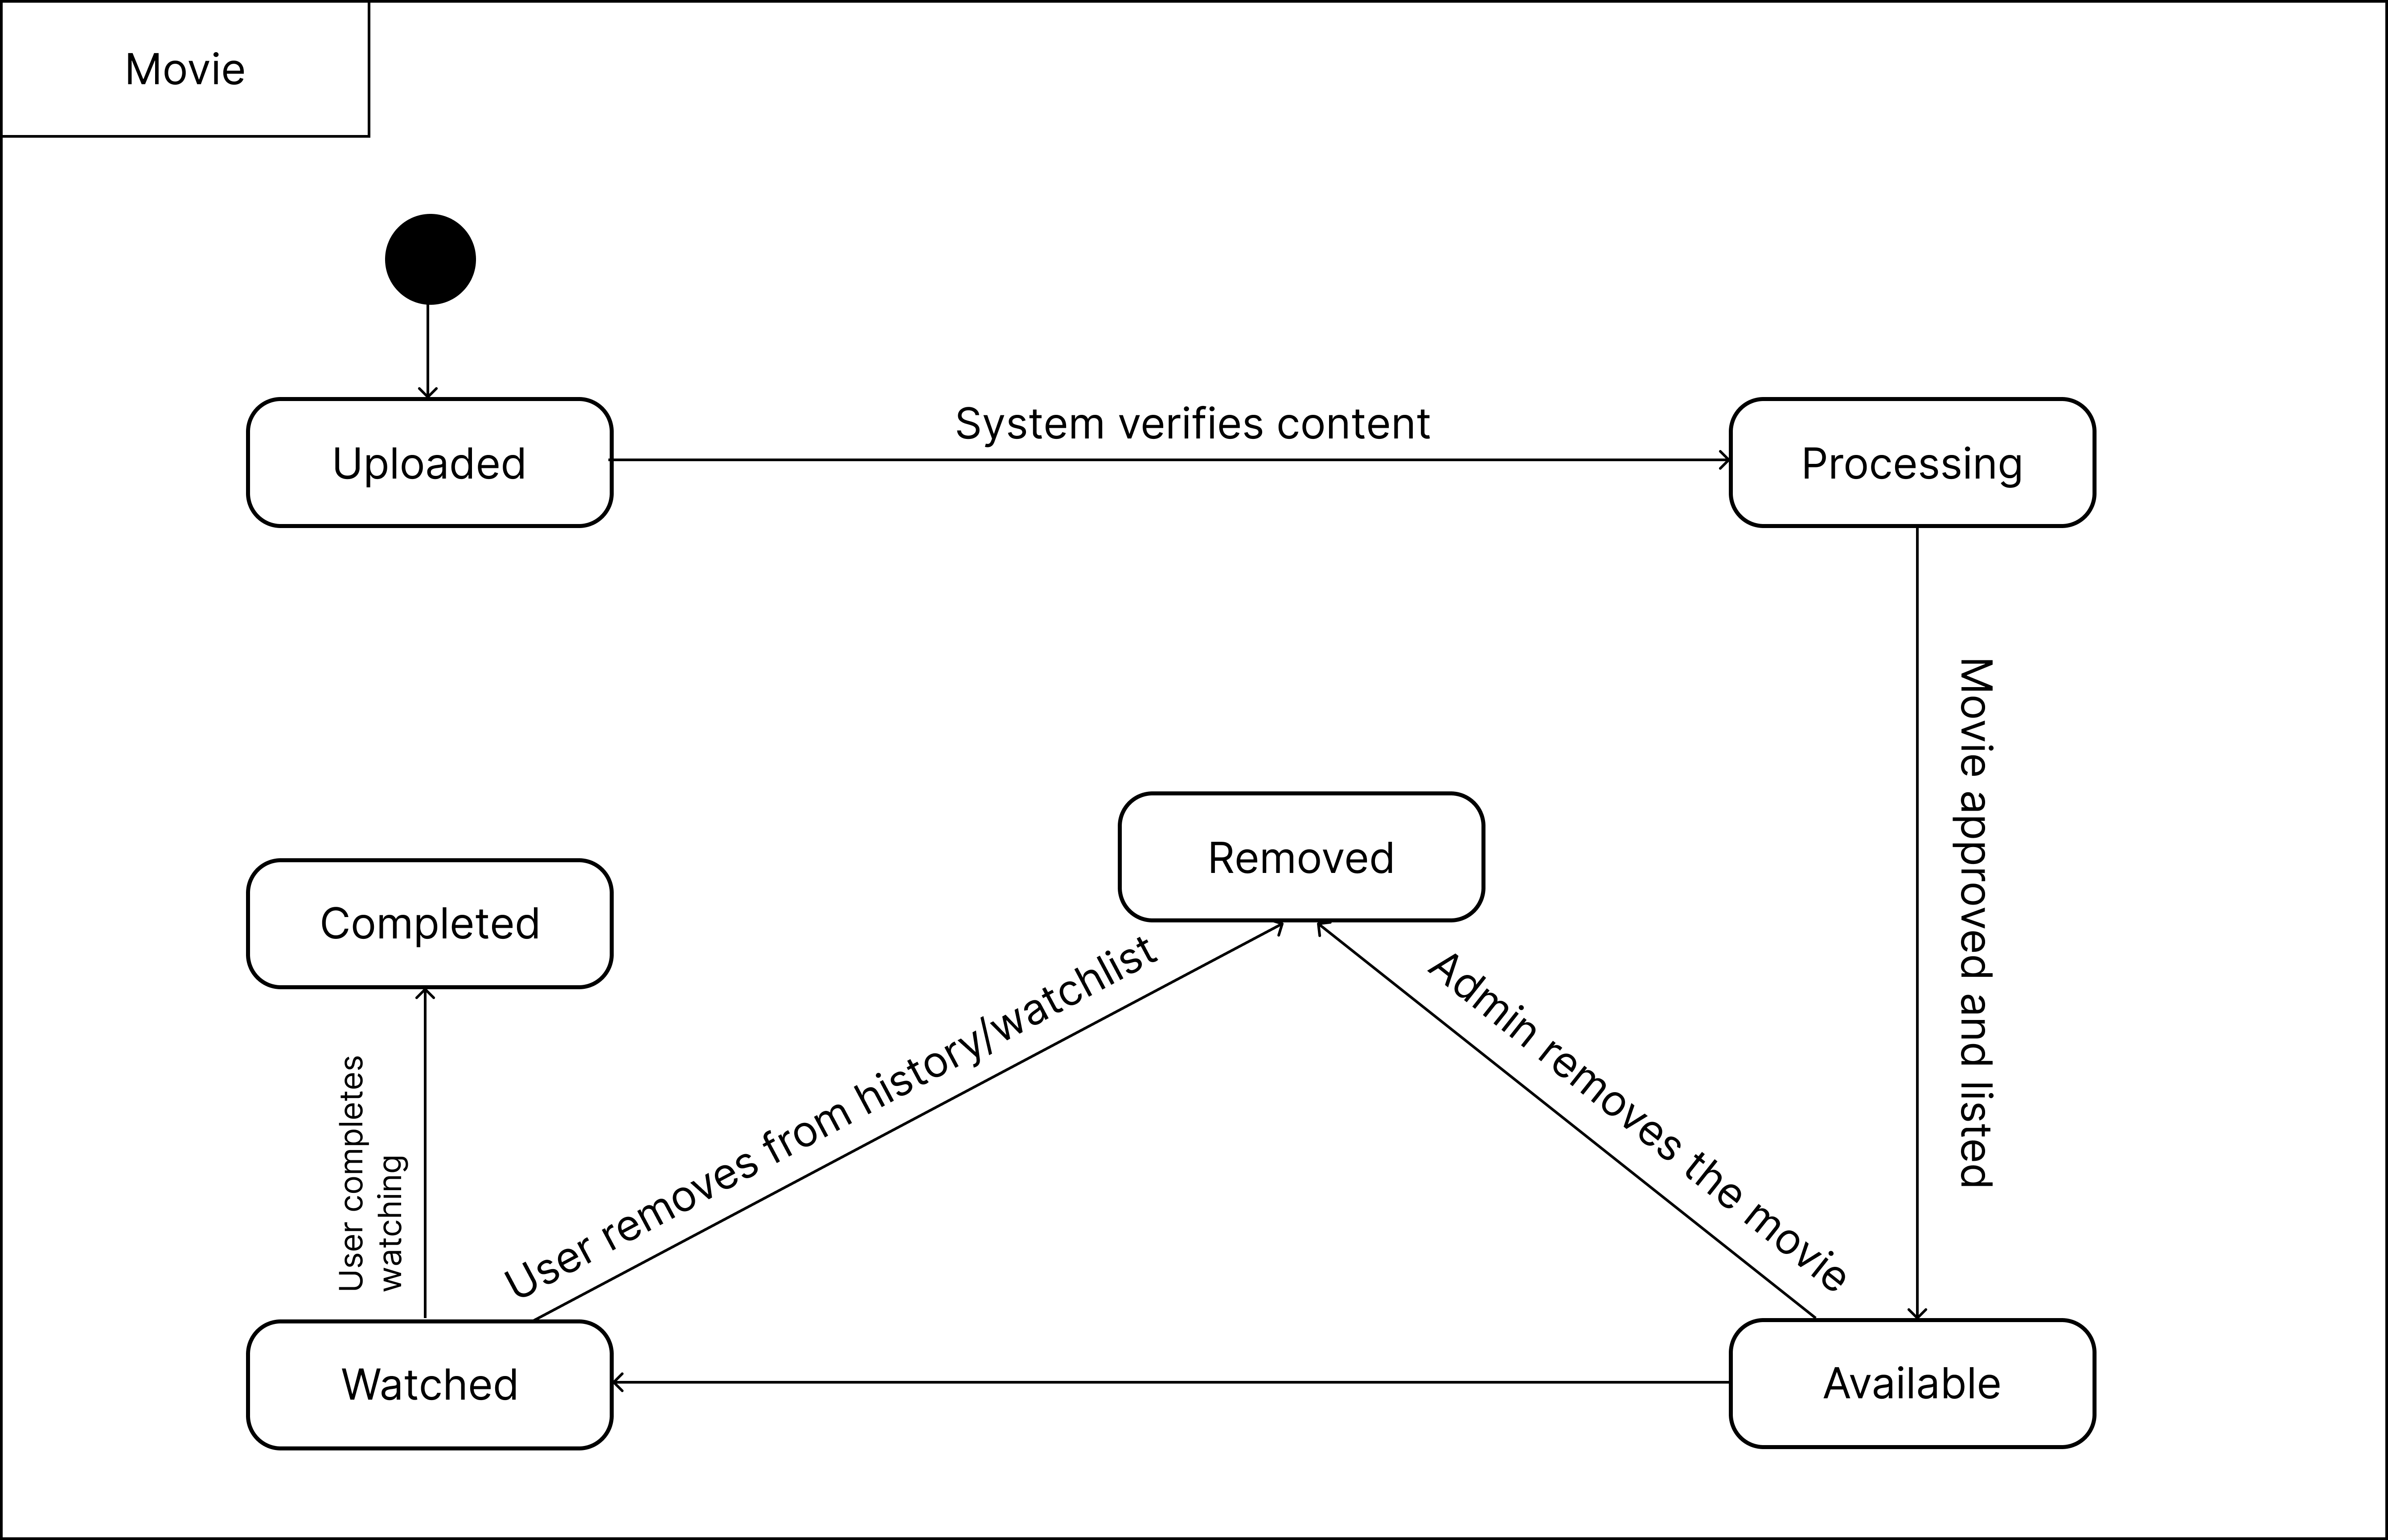 Movie
Uploaded
System verifies content
Processing
Movie approved and listed
Removed
Completed
User completes
watching
User removes from history/watchlist
Admin removes the movie
Watched
Available